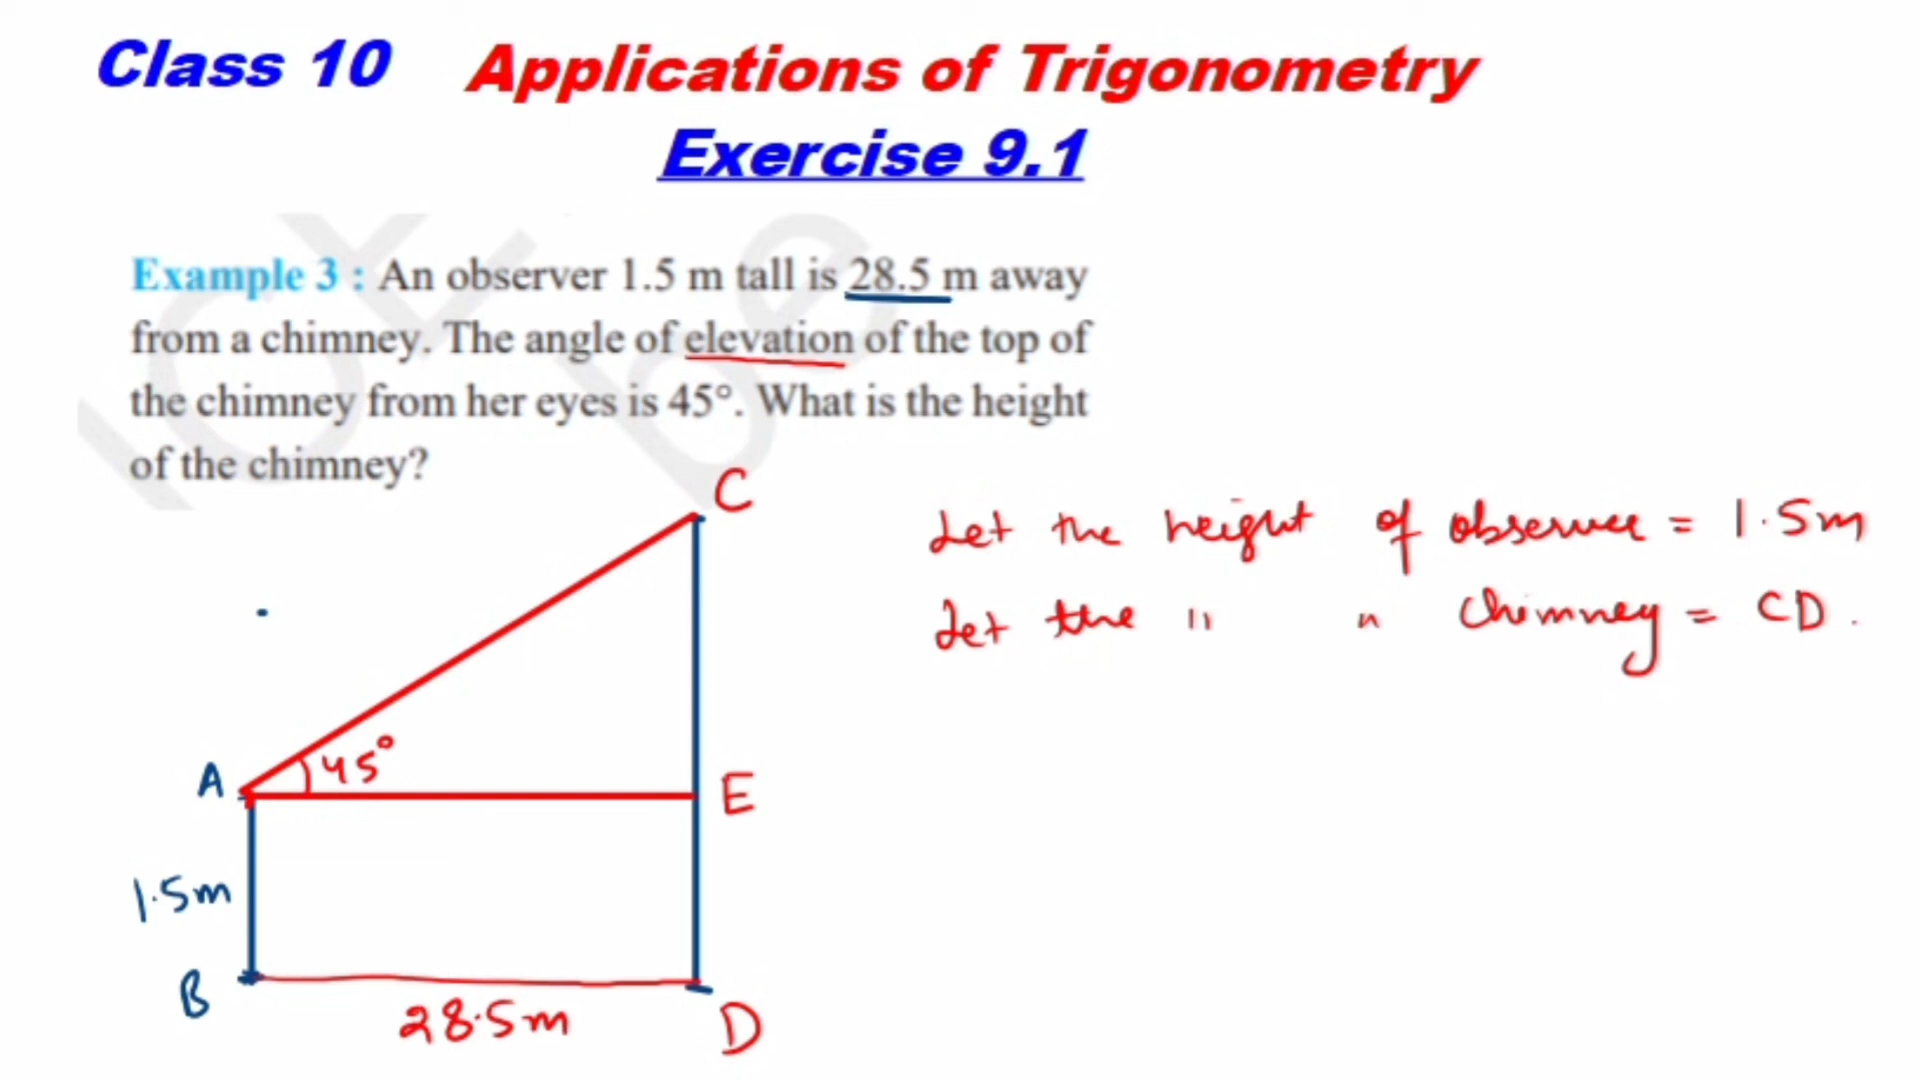 Class 10 Applications of Trigonometry
Exercise 9.1
Example 3 : An observer 1.5 m tall is 28.5 m away
from a chimney. The angle of elevation of the top of
the chimney from her eyes is 45°. What is the height
of the chimney?
C
Let the height of observer = 1.5m
Let the " " Chimney = CD.
A 45° E
1.5m
B
28.5m D